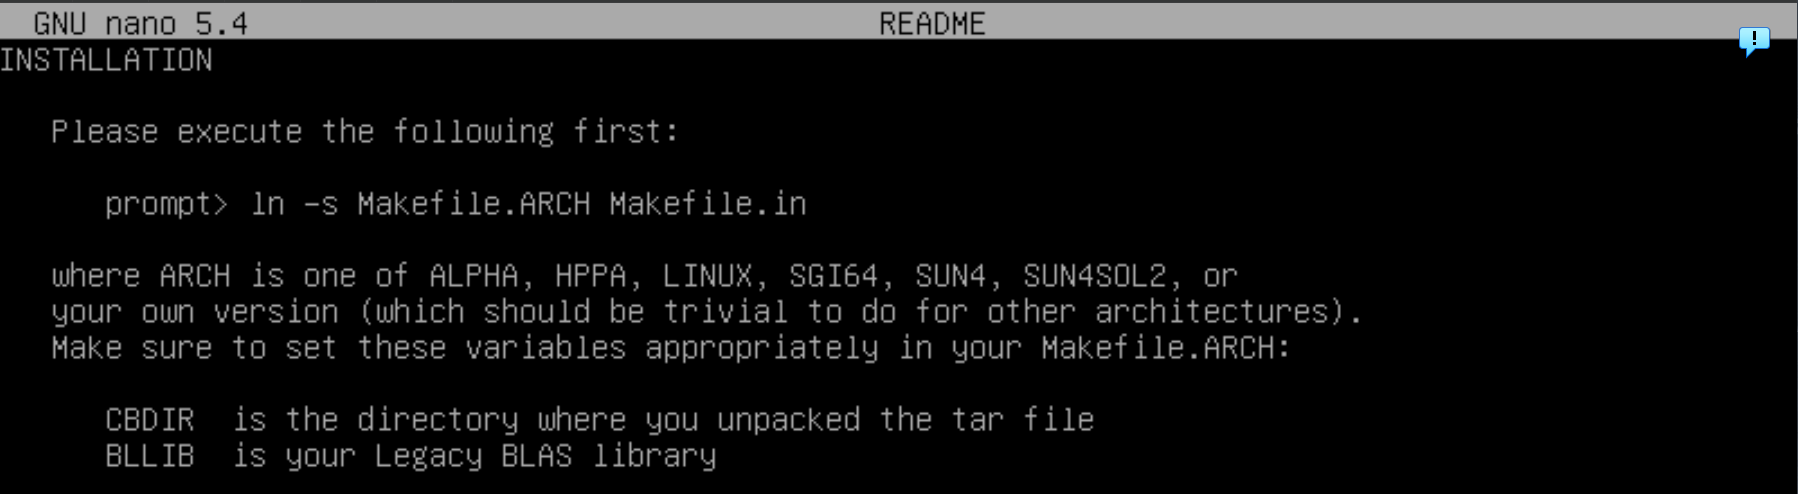 GNU nano 5.4 README
!
INSTALLATION
Please execute the following first:
prompt> ln -s Makefile.ARCH Makefile.in
where ARCH is one of ALPHA, HPPA, LINUX, SGI64, SUN4, SUN4SOL2, or
your own version (which should be trivial to do for other architectures).
Make sure to set these variables appropriately in your Makefile.ARCH:
CBDIR is the directory where you unpacked the tar file
BLLIB is your Legacy BLAS library